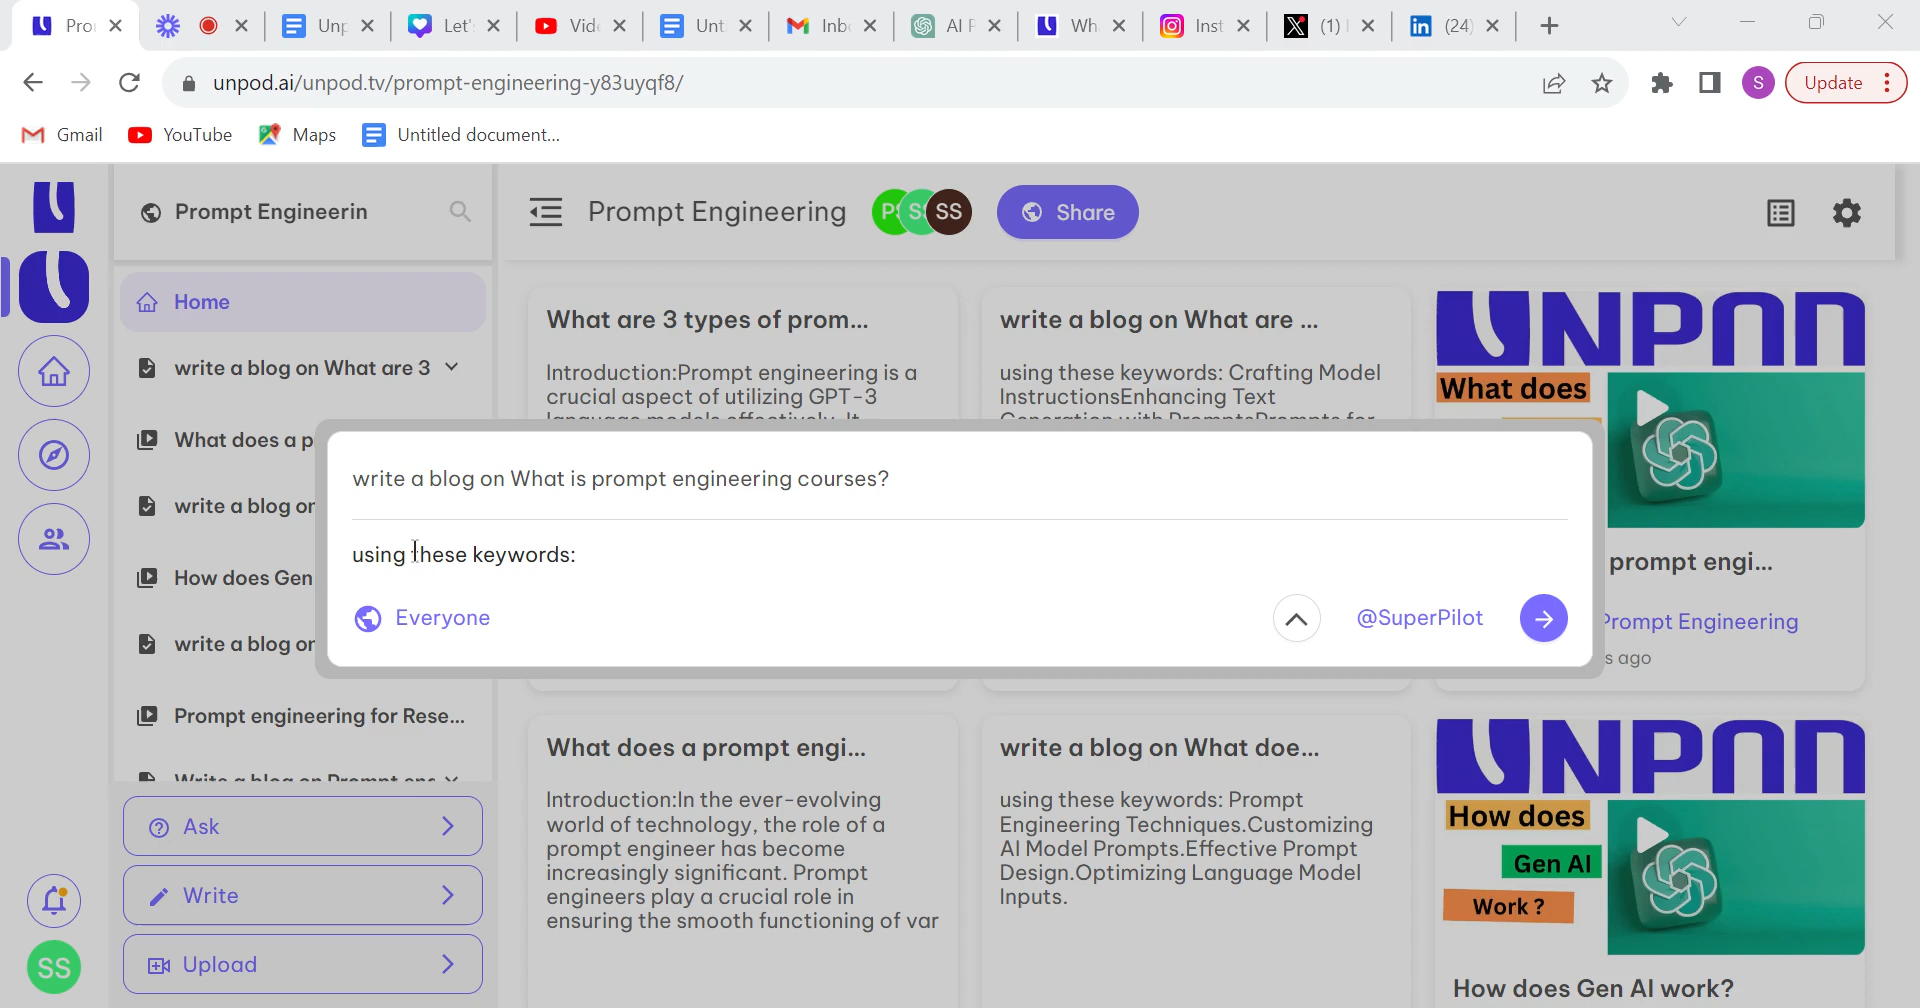 Pro
Unp
Let'
Vid
Unt
Inb
AI P
Wh
Inst
(1)
(24)
unpod.ai/unpod.tv/prompt-engineering-y83uyqf8/
S
Update
Gmail
YouTube
Maps
Untitled document...
Prompt Engineerin
Prompt Engineering
SS
Share
Home
write a blog on What are 3
What does a p
write a blog or
How does Gen
write a blog or
Prompt engineering for Rese...
Ask
Write
Upload
SS
What are 3 types of prom...
Introduction:Prompt engineering is a
crucial aspect of utilizing GPT-3
write a blog on What are ...
using these keywords: Crafting Model
InstructionsEnhancing Text
UNPOD
What does
write a blog on What is prompt engineering courses?
using these keywords:
Everyone
@SuperPilot
prompt engi...
Prompt Engineering
s ago
What does a prompt engi...
Introduction:In the ever-evolving
world of technology, the role of a
prompt engineer has become
increasingly significant. Prompt
engineers play a crucial role in
ensuring the smooth functioning of var
write a blog on What doe...
using these keywords: Prompt
Engineering Techniques.Customizing
AI Model Prompts.Effective Prompt
Design.Optimizing Language Model
Inputs.
UNPOD
How does
Gen AI
Work ?
How does Gen AI work?